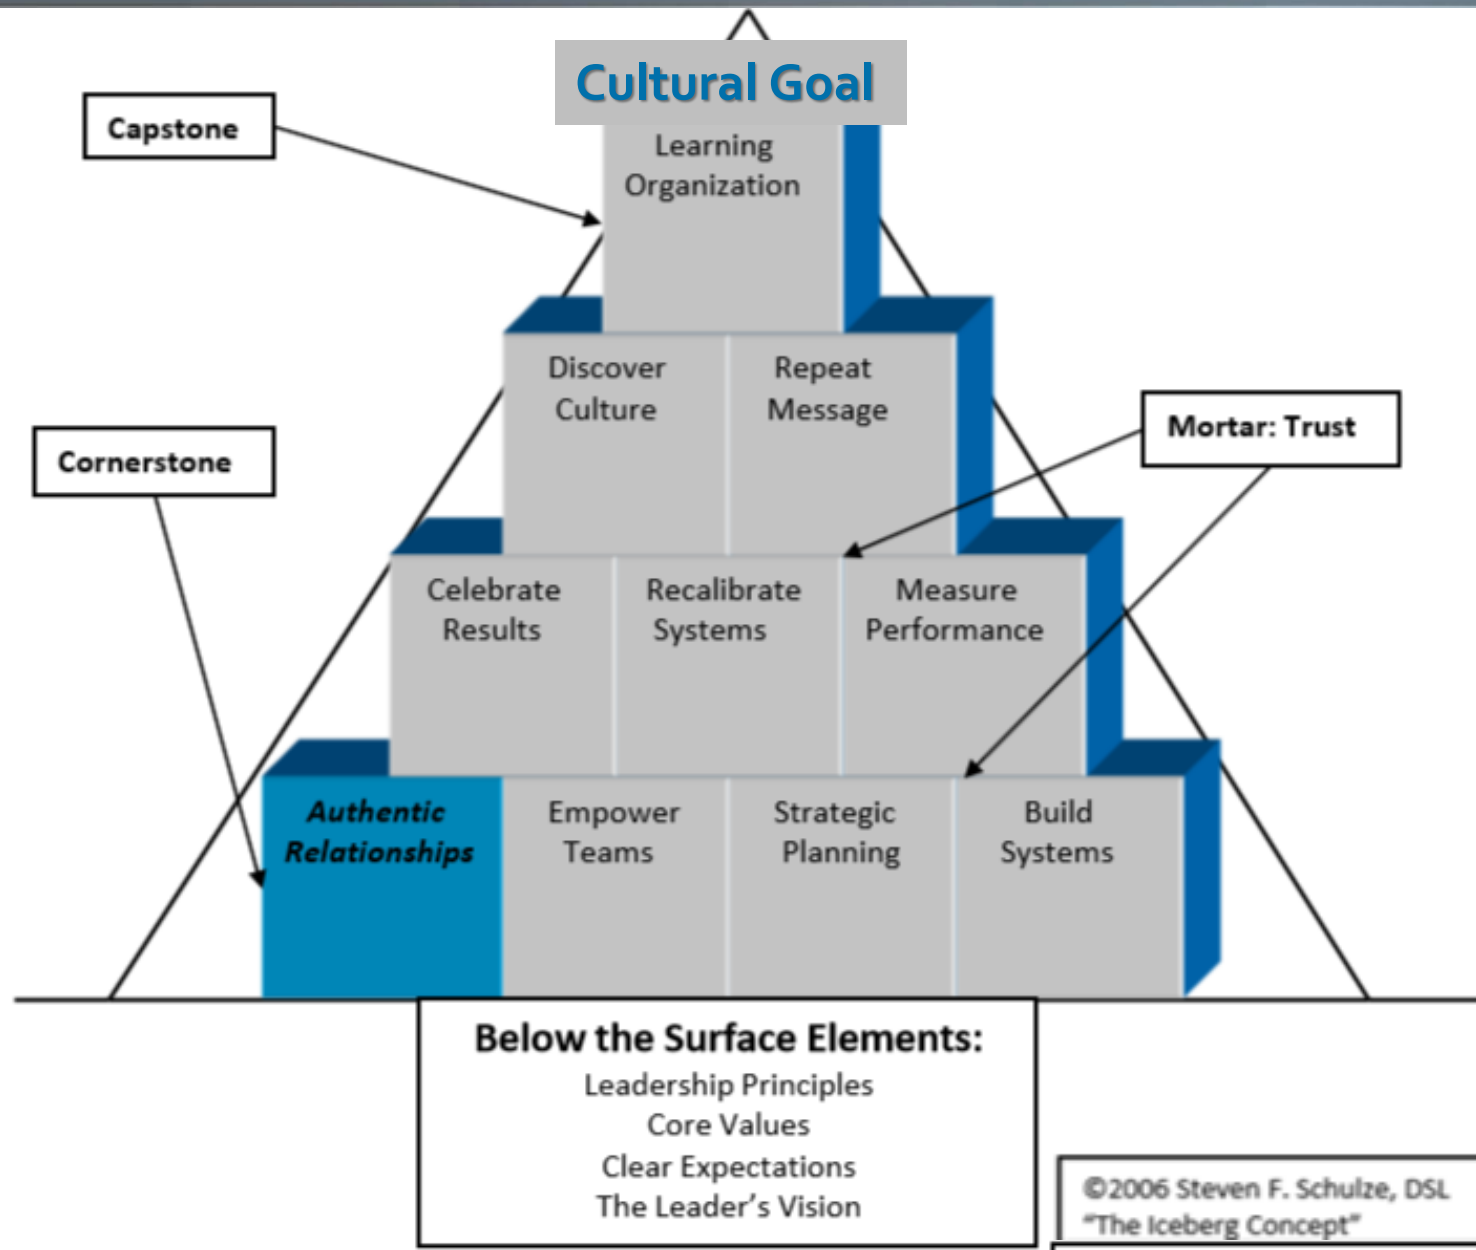 Cultural Goal
Capstone
Learning
Organization
Discover
Culture
Repeat
Message
Mortar: Trust
Cornerstone
Celebrate
Results
Recalibrate
Systems
Measure
Performance
Authentic
Relationships
Empower
Teams
Strategic
Planning
Build
Systems
Below the Surface Elements:
Leadership Principles
Core Values
Clear Expectations
The Leader's Vision
©2006 Steven F. Schulze, DSL
"The Iceberg Concept"